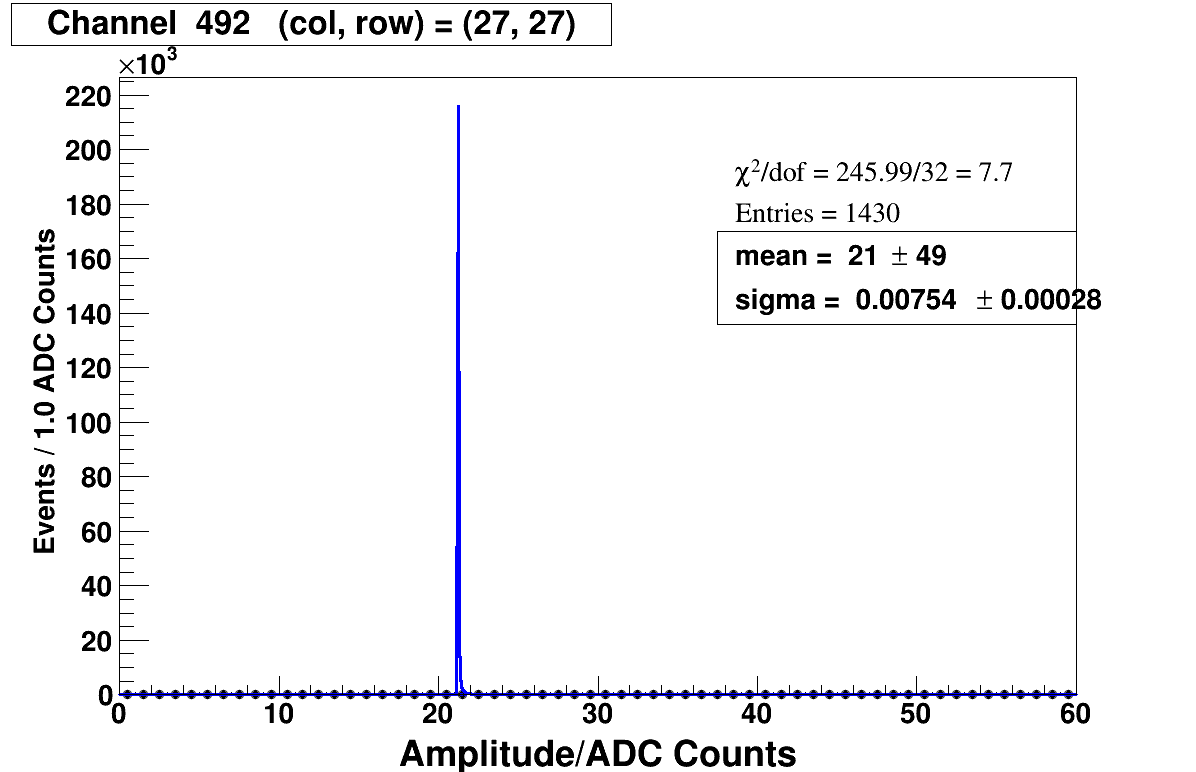 Channel 492 (col, row) = (27, 27)
×10³
220
200
180
160
140
120
100
80
60
40
20
0
Events / 1.0 ADC Counts
χ²/dof = 245.99/32 = 7.7
Entries = 1430
mean = 21 ± 49
sigma = 0.00754 ± 0.00028
0 10 20 30 40 50 60
Amplitude/ADC Counts